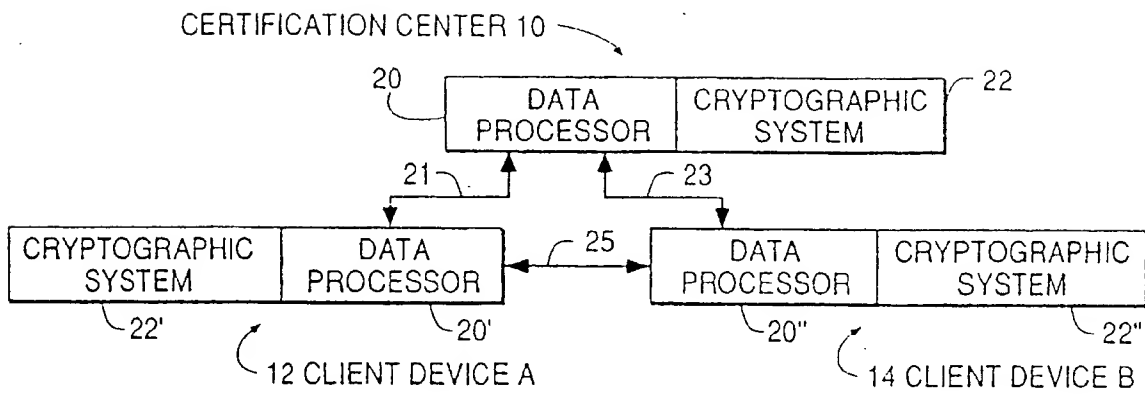 CERTIFICATION CENTER 10
20
DATA
PROCESSOR
CRYPTOGRAPHIC
SYSTEM
22
21
23
CRYPTOGRAPHIC
SYSTEM
DATA
PROCESSOR
25
DATA
PROCESSOR
CRYPTOGRAPHIC
SYSTEM
22'
20'
20"
22"
12 CLIENT DEVICE A
14 CLIENT DEVICE B